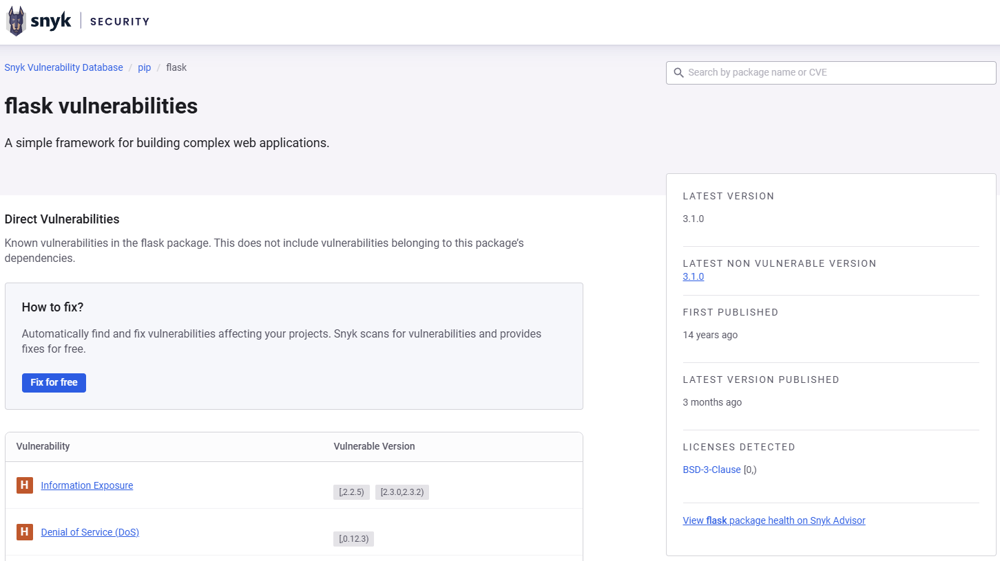 snyk | SECURITY
Snyk Vulnerability Database / pip / flask
Search by package name or CVE
flask vulnerabilities
A simple framework for building complex web applications.
Direct Vulnerabilities
Known vulnerabilities in the flask package. This does not include vulnerabilities belonging to this package’s
dependencies.
How to fix?
Automatically find and fix vulnerabilities affecting your projects. Snyk scans for vulnerabilities and provides
fixes for free.
Fix for free
Vulnerability Vulnerable Version
H Information Exposure [,2.2.5) [2.3.0,2.3.2)
H Denial of Service (DoS) [,0.12.3)
LATEST VERSION
3.1.0
LATEST NON VULNERABLE VERSION
3.1.0
FIRST PUBLISHED
14 years ago
LATEST VERSION PUBLISHED
3 months ago
LICENSES DETECTED
BSD-3-Clause [0,)
View flask package health on Snyk Advisor